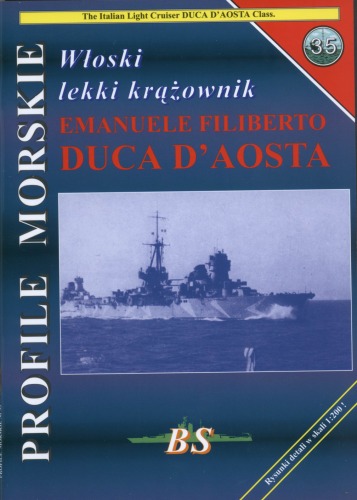 The Italian Light Cruiser DUCA D'AOSTA Class.
35
Włoski
lekki krążownik
EMANUELE FILIBERTO
DUCA D'AOSTA
PROFILE MORSKIE
BS
Rysunki detali w skali 1:200 !